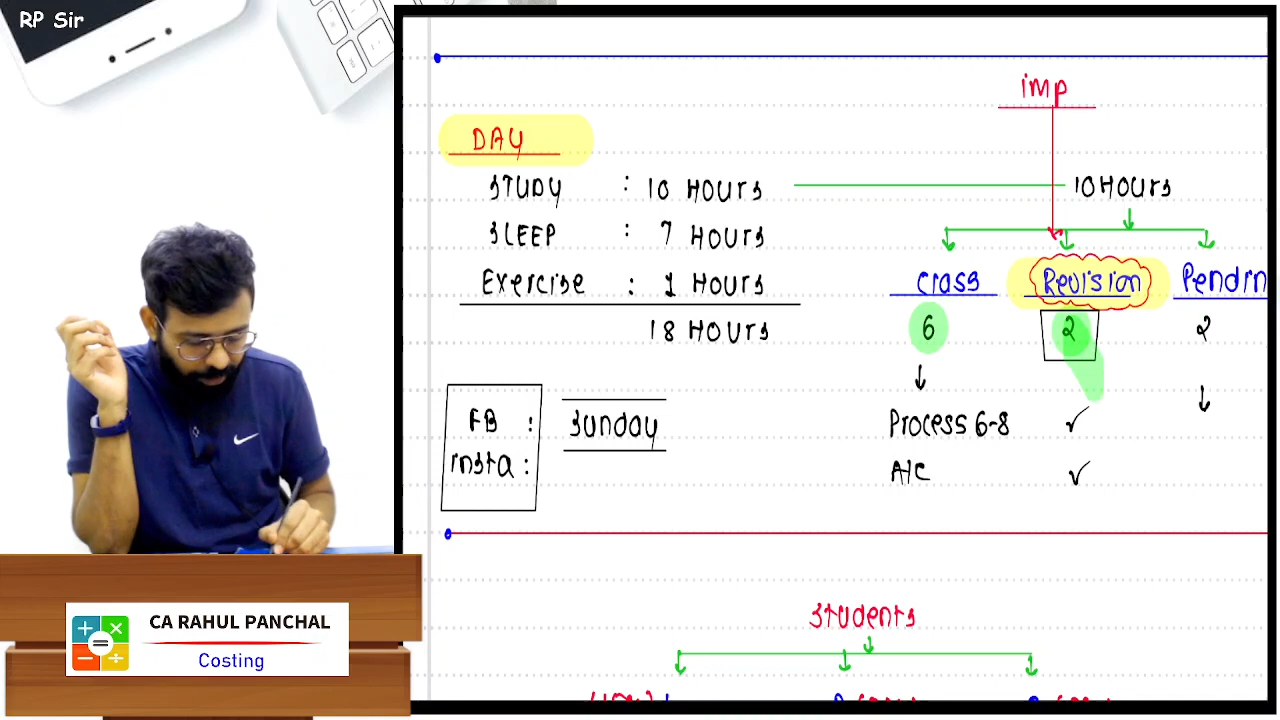 RP Sir
imp
DAY
STUDY : 10 HOURS
10 HOURS
SLEEP : 7 HOURS
Exercise : 1 HOURS
18 HOURS
Class Revision Pendin
6 2 2
FB :
insta :
Sunday
Process 6-8 ✓
A/C ✓
Students
CA RAHUL PANCHAL
Costing